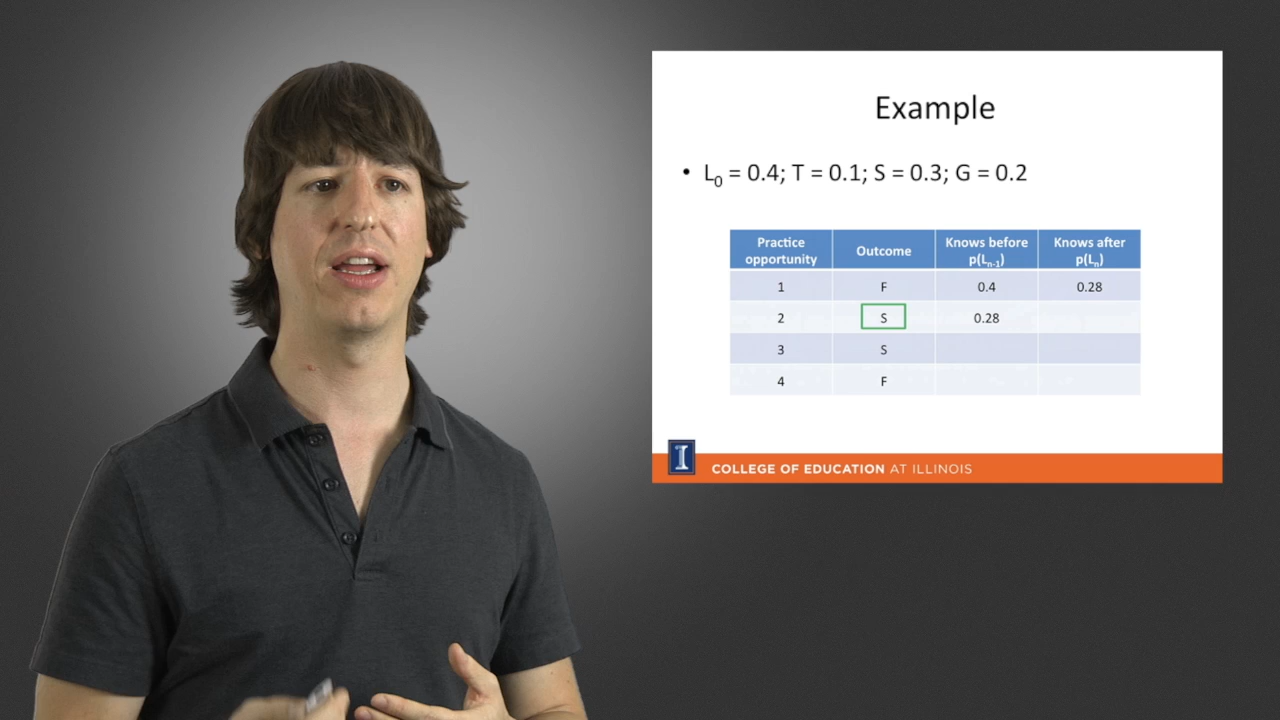 Example
• L₀ = 0.4; T = 0.1; S = 0.3; G = 0.2
Practice opportunity Outcome Knows before p(Lₙ₋₁) Knows after p(Lₙ)
1 F 0.4 0.28
2 S 0.28
3 S
4 F
I COLLEGE OF EDUCATION AT ILLINOIS